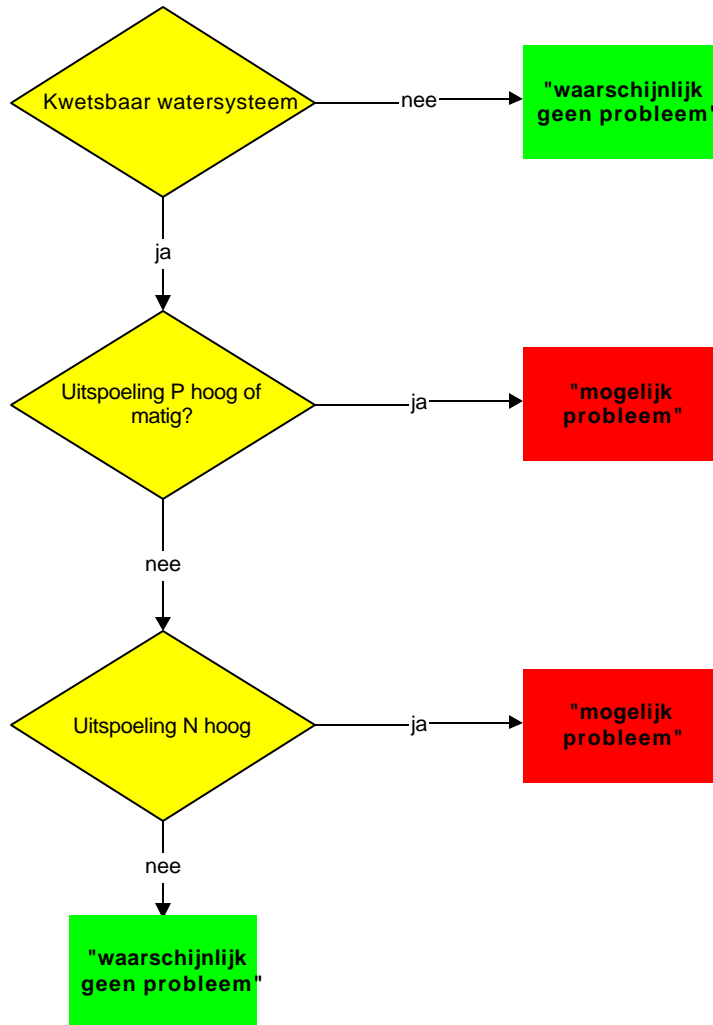 Kwetsbaar watersysteem
nee
"waarschijnlijk
geen probleem"
ja
Uitspoeling P hoog of
matig?
ja
"mogelijk
probleem"
nee
Uitspoeling N hoog
ja
"mogelijk
probleem"
nee
"waarschijnlijk
geen probleem"